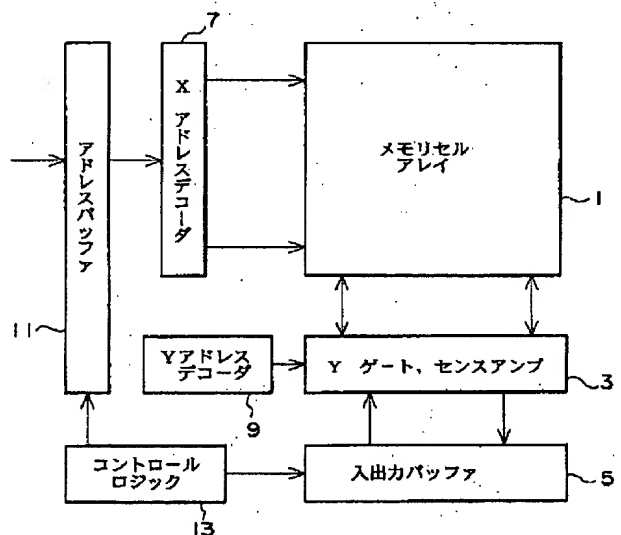 7
X アドレスデコーダ
アドレスバッファ
メモリセル
アレイ
1
11
Yアドレス
デコーダ
9
Y ゲート、センスアンプ
3
コントロール
ロジック
13
入出力バッファ
5